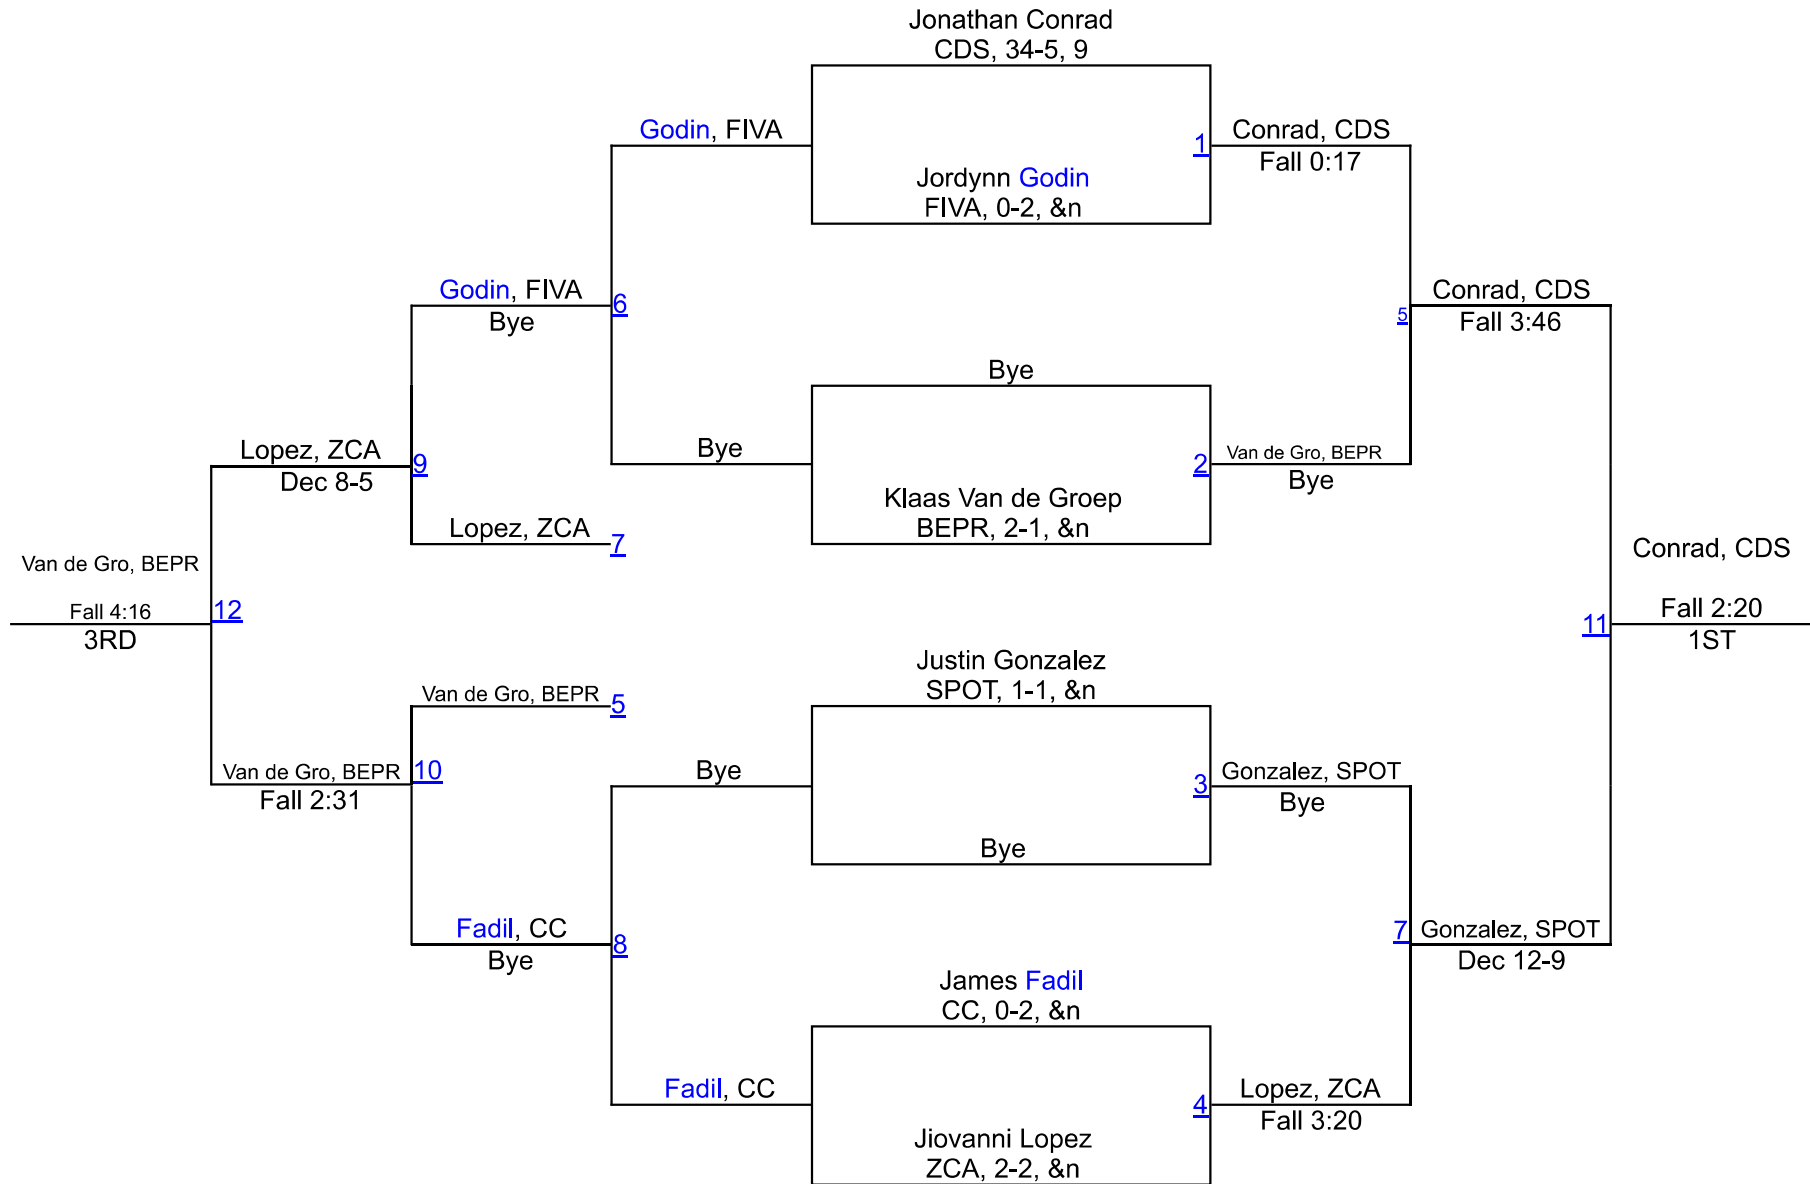 Jonathan Conrad
CDS, 34-5, 9
Godin, FIVA
1
Conrad, CDS
Fall 0:17
Jordynn Godin
FIVA, 0-2, &n
Godin, FIVA
Bye
6
5
Conrad, CDS
Fall 3:46
Bye
Lopez, ZCA
Dec 8-5
9
Bye
2
Van de Gro, BEPR
Bye
Klaas Van de Groep
BEPR, 2-1, &n
Lopez, ZCA
7
Van de Gro, BEPR
Fall 4:16
3RD
12
Conrad, CDS
Fall 2:20
1ST
11
Justin Gonzalez
SPOT, 1-1, &n
Van de Gro, BEPR
5
Van de Gro, BEPR
Fall 2:31
10
Bye
3
Gonzalez, SPOT
Bye
Bye
Fadil, CC
Bye
8
7
Gonzalez, SPOT
Dec 12-9
James Fadil
CC, 0-2, &n
Fadil, CC
4
Lopez, ZCA
Fall 3:20
Jiovanni Lopez
ZCA, 2-2, &n